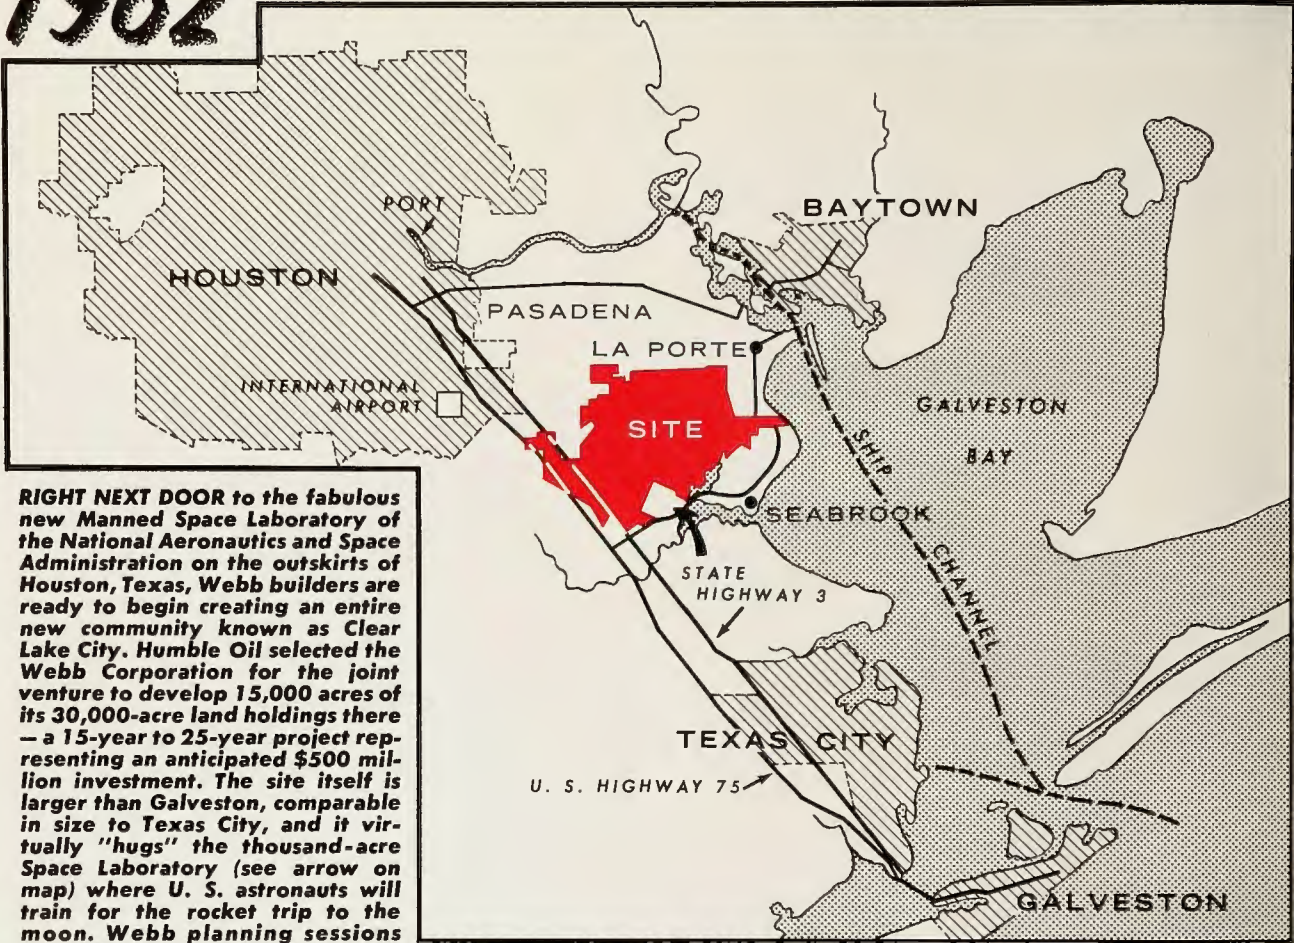 1962
PORT
BAYTOWN
HOUSTON
PASADENA
LA PORTE
INTERNATIONAL
AIRPORT
SITE
GALVESTON
BAY
SHIP CHANNEL
SEABROOK
STATE
HIGHWAY 3
TEXAS CITY
U. S. HIGHWAY 75
GALVESTON
RIGHT NEXT DOOR to the fabulous
new Manned Space Laboratory of
the National Aeronautics and Space
Administration on the outskirts of
Houston, Texas, Webb builders are
ready to begin creating an entire
new community known as Clear
Lake City. Humble Oil selected the
Webb Corporation for the joint
venture to develop 15,000 acres of
its 30,000-acre land holdings there
— a 15-year to 25-year project rep-
resenting an anticipated $500 mil-
lion investment. The site itself is
larger than Galveston, comparable
in size to Texas City, and it vir-
tually "hugs" the thousand-acre
Space Laboratory (see arrow on
map) where U. S. astronauts will
train for the rocket trip to the
moon. Webb planning sessions